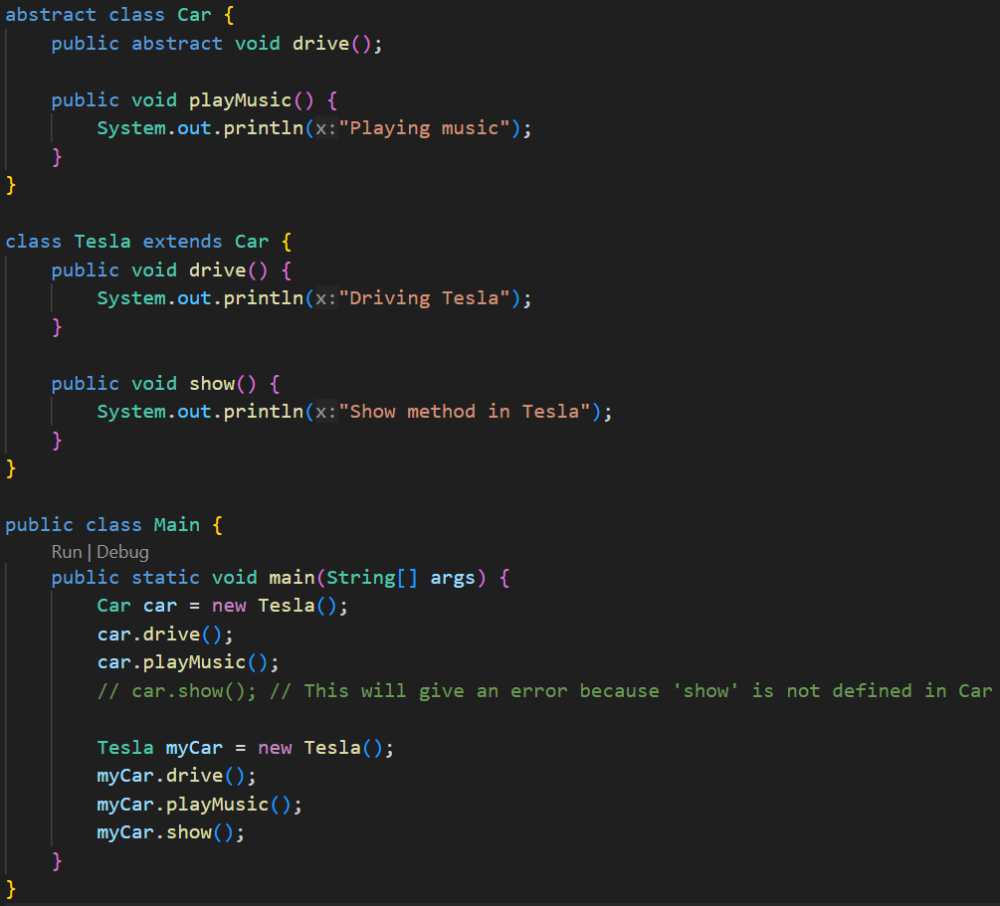 abstract class Car {
    public abstract void drive();

    public void playMusic() {
        System.out.println(x:"Playing music");
    }
}

class Tesla extends Car {
    public void drive() {
        System.out.println(x:"Driving Tesla");
    }

    public void show() {
        System.out.println(x:"Show method in Tesla");
    }
}

public class Main {
    Run | Debug
    public static void main(String[] args) {
        Car car = new Tesla();
        car.drive();
        car.playMusic();
        // car.show(); // This will give an error because 'show' is not defined in Car

        Tesla myCar = new Tesla();
        myCar.drive();
        myCar.playMusic();
        myCar.show();
    }
}